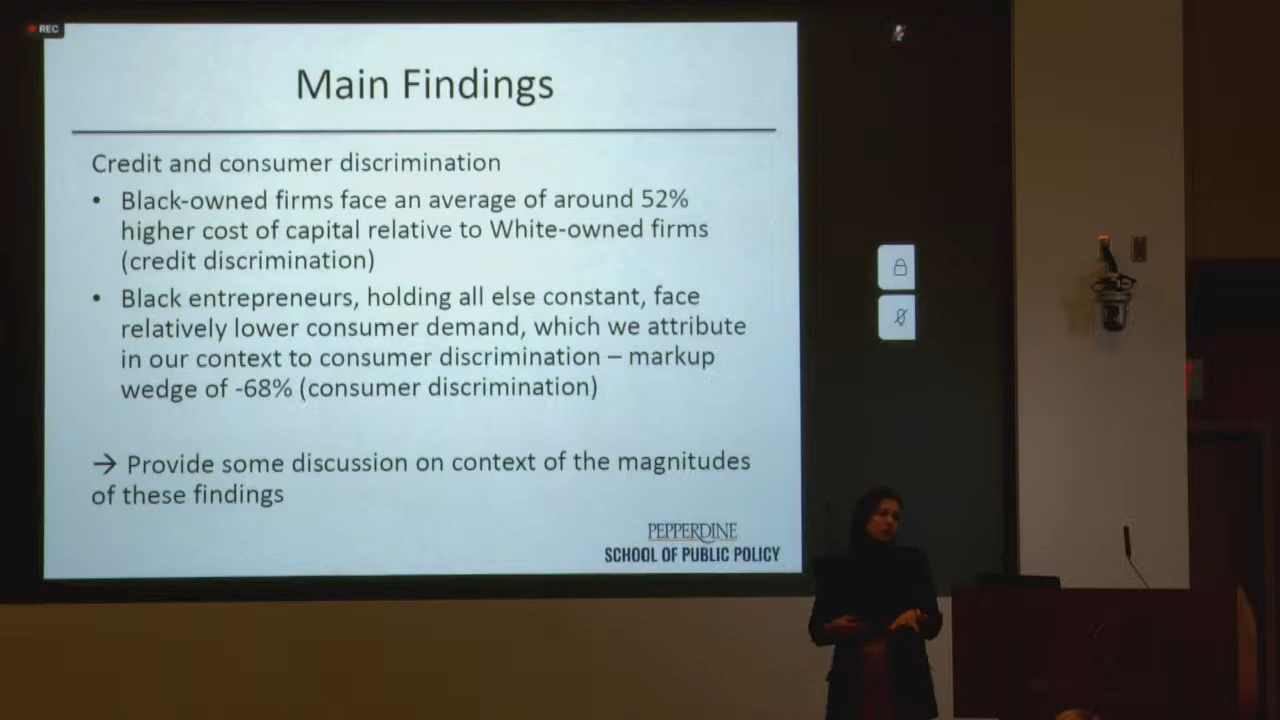 REC
Main Findings
Credit and consumer discrimination
• Black-owned firms face an average of around 52%
higher cost of capital relative to White-owned firms
(credit discrimination)
• Black entrepreneurs, holding all else constant, face
relatively lower consumer demand, which we attribute
in our context to consumer discrimination – markup
wedge of -68% (consumer discrimination)
→ Provide some discussion on context of the magnitudes
of these findings
PEPPERDINE
SCHOOL OF PUBLIC POLICY